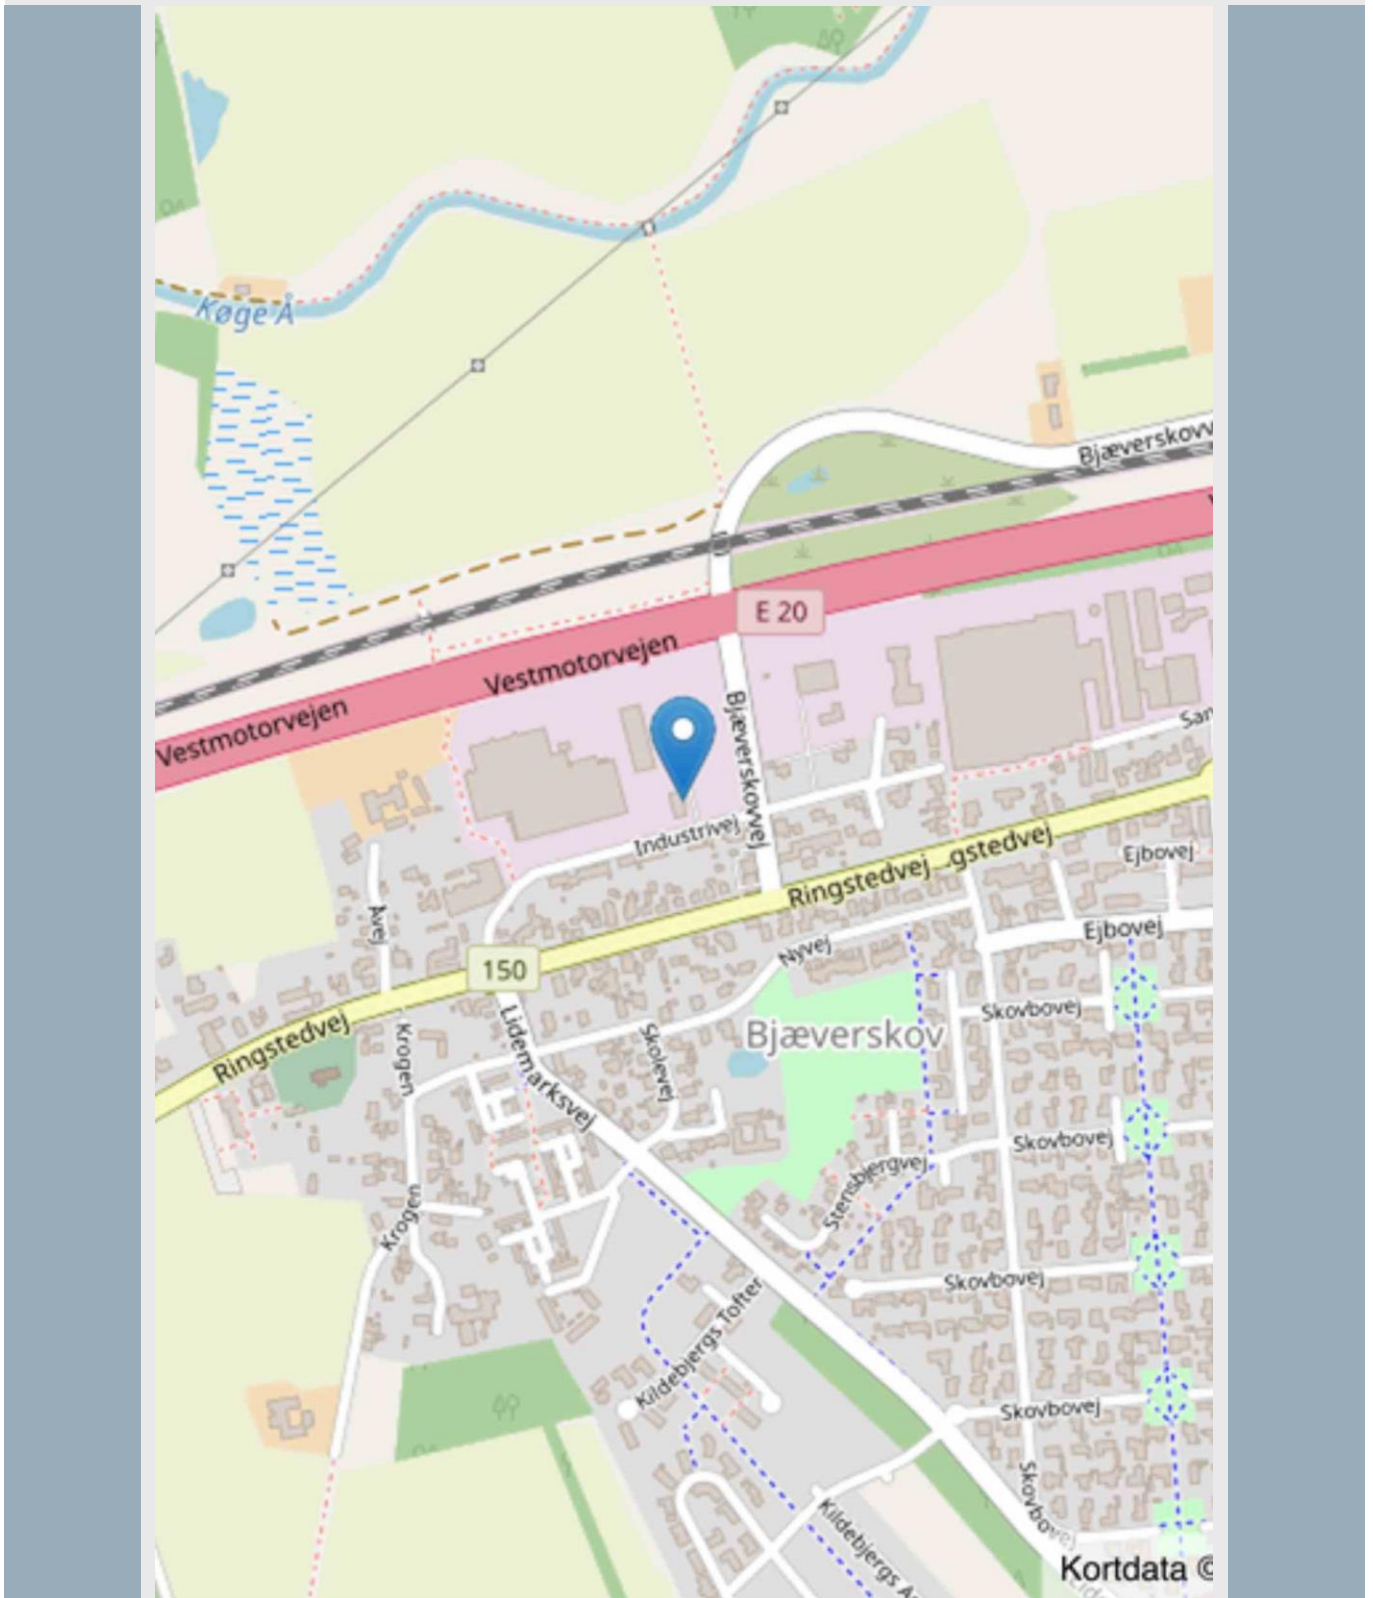 Køge Å
Bjæverskovv
E 20
Vestmotorvejen
Vestmotorvejen
Bjæverskovvej
San
Industrivej
Ringstedvej
..gstedvej
Ejbovej
Åvej
Ejbovej
Nyvej
150
Skovbovej
Ringstedvej
Krogen
Lidemarksvej
Skolevej
Bjæverskov
Skovbovej
Stensbjergvej
Krogen
Skovbovej
Kildebjergs Tofter
Skovbovej
Skovbovej
Kildebjergs A
Kortdata ©